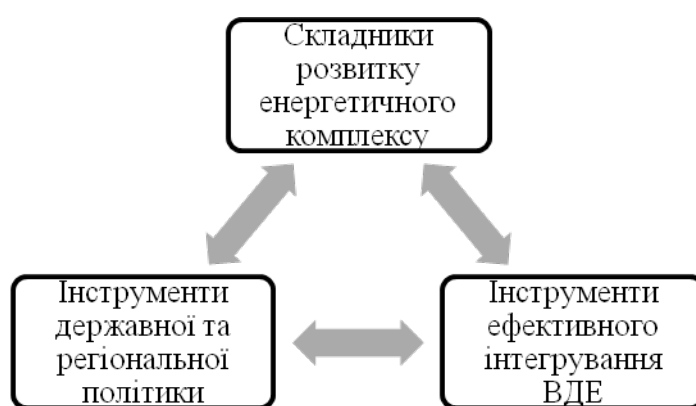 Складники
розвитку
енергетичного
комплексу
Інструменти
державної та
регіональної
політики
Інструменти
ефективного
інтегрування
ВДЕ